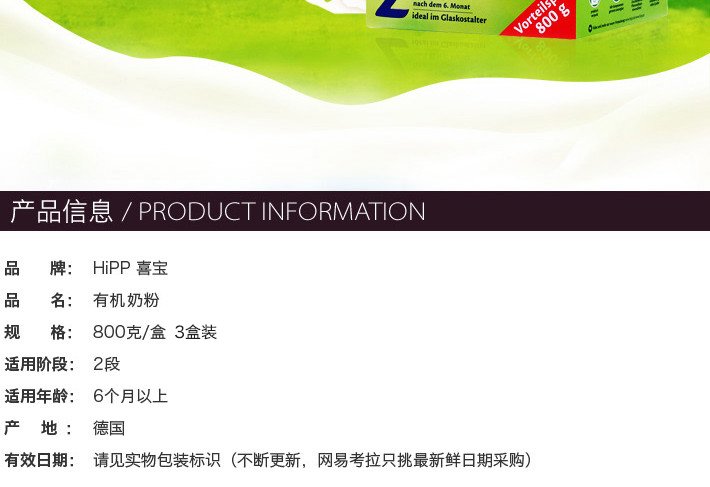 2
nach dem 6. Monat
ideal im Glaskostalter
800 g
产品信息 / PRODUCT INFORMATION
品 牌： HiPP 喜宝
品 名： 有机奶粉
规 格： 800克/盒 3盒装
适用阶段： 2段
适用年龄： 6个月以上
产 地 ： 德国
有效日期： 请见实物包装标识（不断更新，网易考拉只挑最新鲜日期采购）